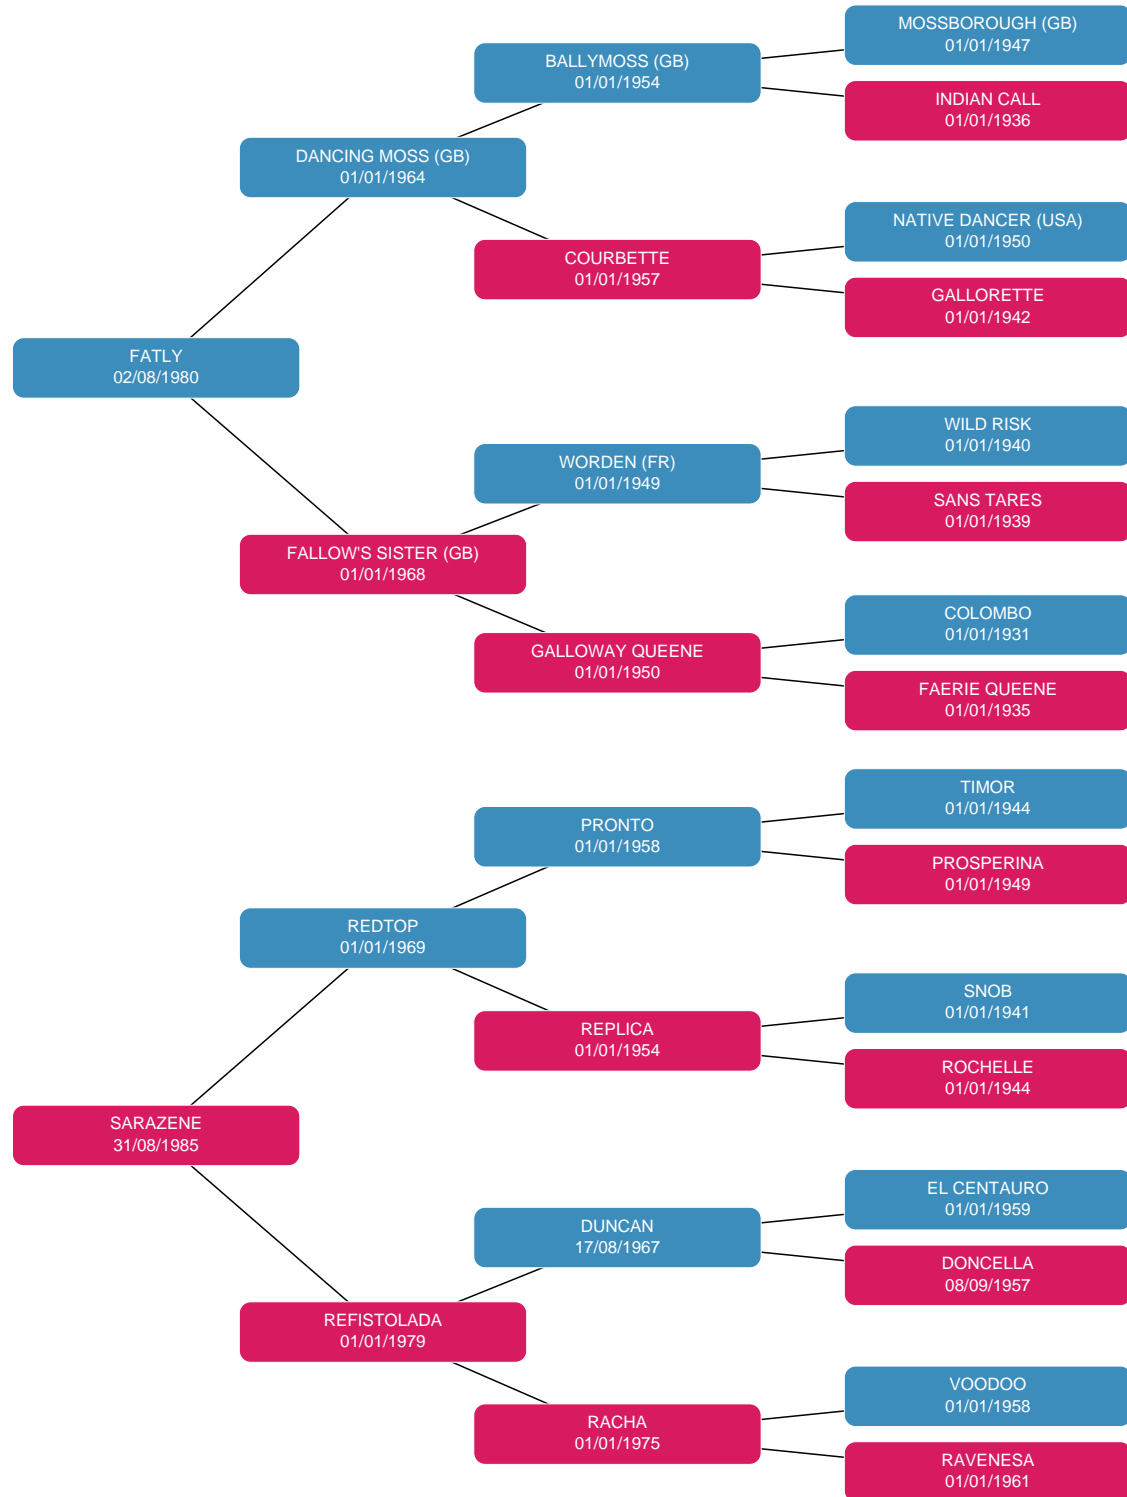 MOSSBOROUGH (GB)
01/01/1947
BALLYMOSS (GB)
01/01/1954
INDIAN CALL
01/01/1936
DANCING MOSS (GB)
01/01/1964
NATIVE DANCER (USA)
01/01/1950
COURBETTE
01/01/1957
GALLORETTE
01/01/1942
FATLY
02/08/1980
WILD RISK
01/01/1940
WORDEN (FR)
01/01/1949
SANS TARES
01/01/1939
FALLOW'S SISTER (GB)
01/01/1968
COLOMBO
01/01/1931
GALLOWAY QUEENE
01/01/1950
FAERIE QUEENE
01/01/1935
TIMOR
01/01/1944
PRONTO
01/01/1958
PROSPERINA
01/01/1949
REDTOP
01/01/1969
SNOB
01/01/1941
REPLICA
01/01/1954
ROCHELLE
01/01/1944
SARAZENE
31/08/1985
EL CENTAURO
01/01/1959
DUNCAN
17/08/1967
DONCELLA
08/09/1957
REFISTOLADA
01/01/1979
VOODOO
01/01/1958
RACHA
01/01/1975
RAVENESA
01/01/1961